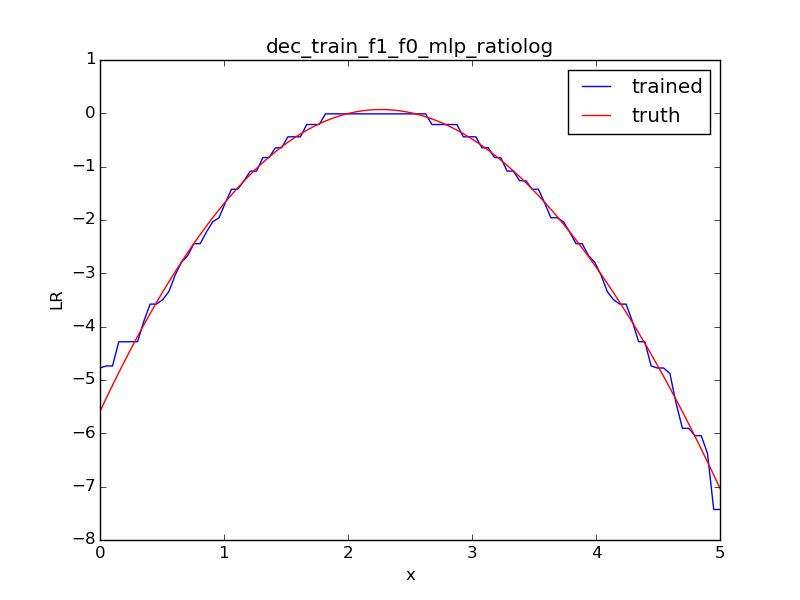 dec_train_f1_f0_mlp_ratiolog
trained
truth
1
0
−1
−2
−3
−4
−5
−6
−7
−8
LR
0 1 2 3 4 5
x